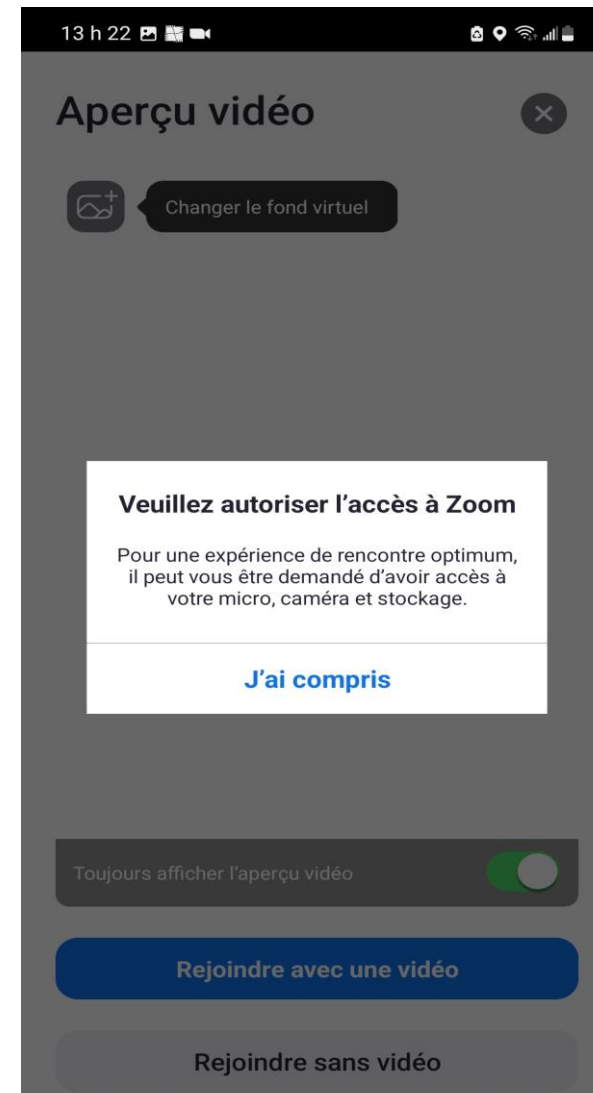 13 h 22
Aperçu vidéo
Changer le fond virtuel
Veuillez autoriser l’accès à Zoom
Pour une expérience de rencontre optimum,
il peut vous être demandé d’avoir accès à
votre micro, caméra et stockage.
J’ai compris
Toujours afficher l’aperçu vidéo
Rejoindre avec une vidéo
Rejoindre sans vidéo